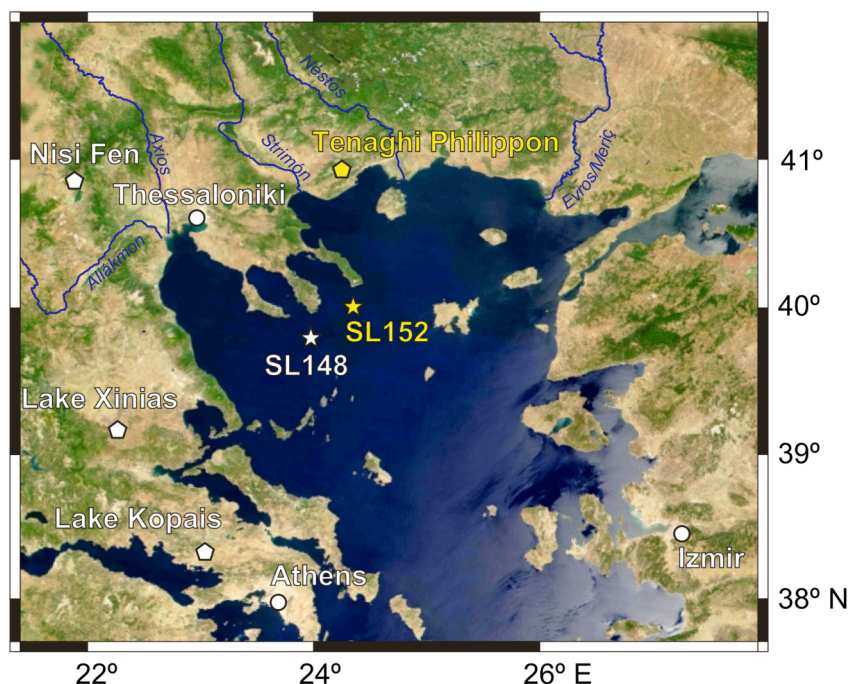 Néstos
Tenaghi Philippon
Strimón
Axios
Evros/Meriç
Nisi Fen
41º
Thessaloniki
Aliákmon
40º
SL152
SL148
Lake Xinias
39º
Lake Kopais
Izmir
Athens
38º N
22º
24º
26º E